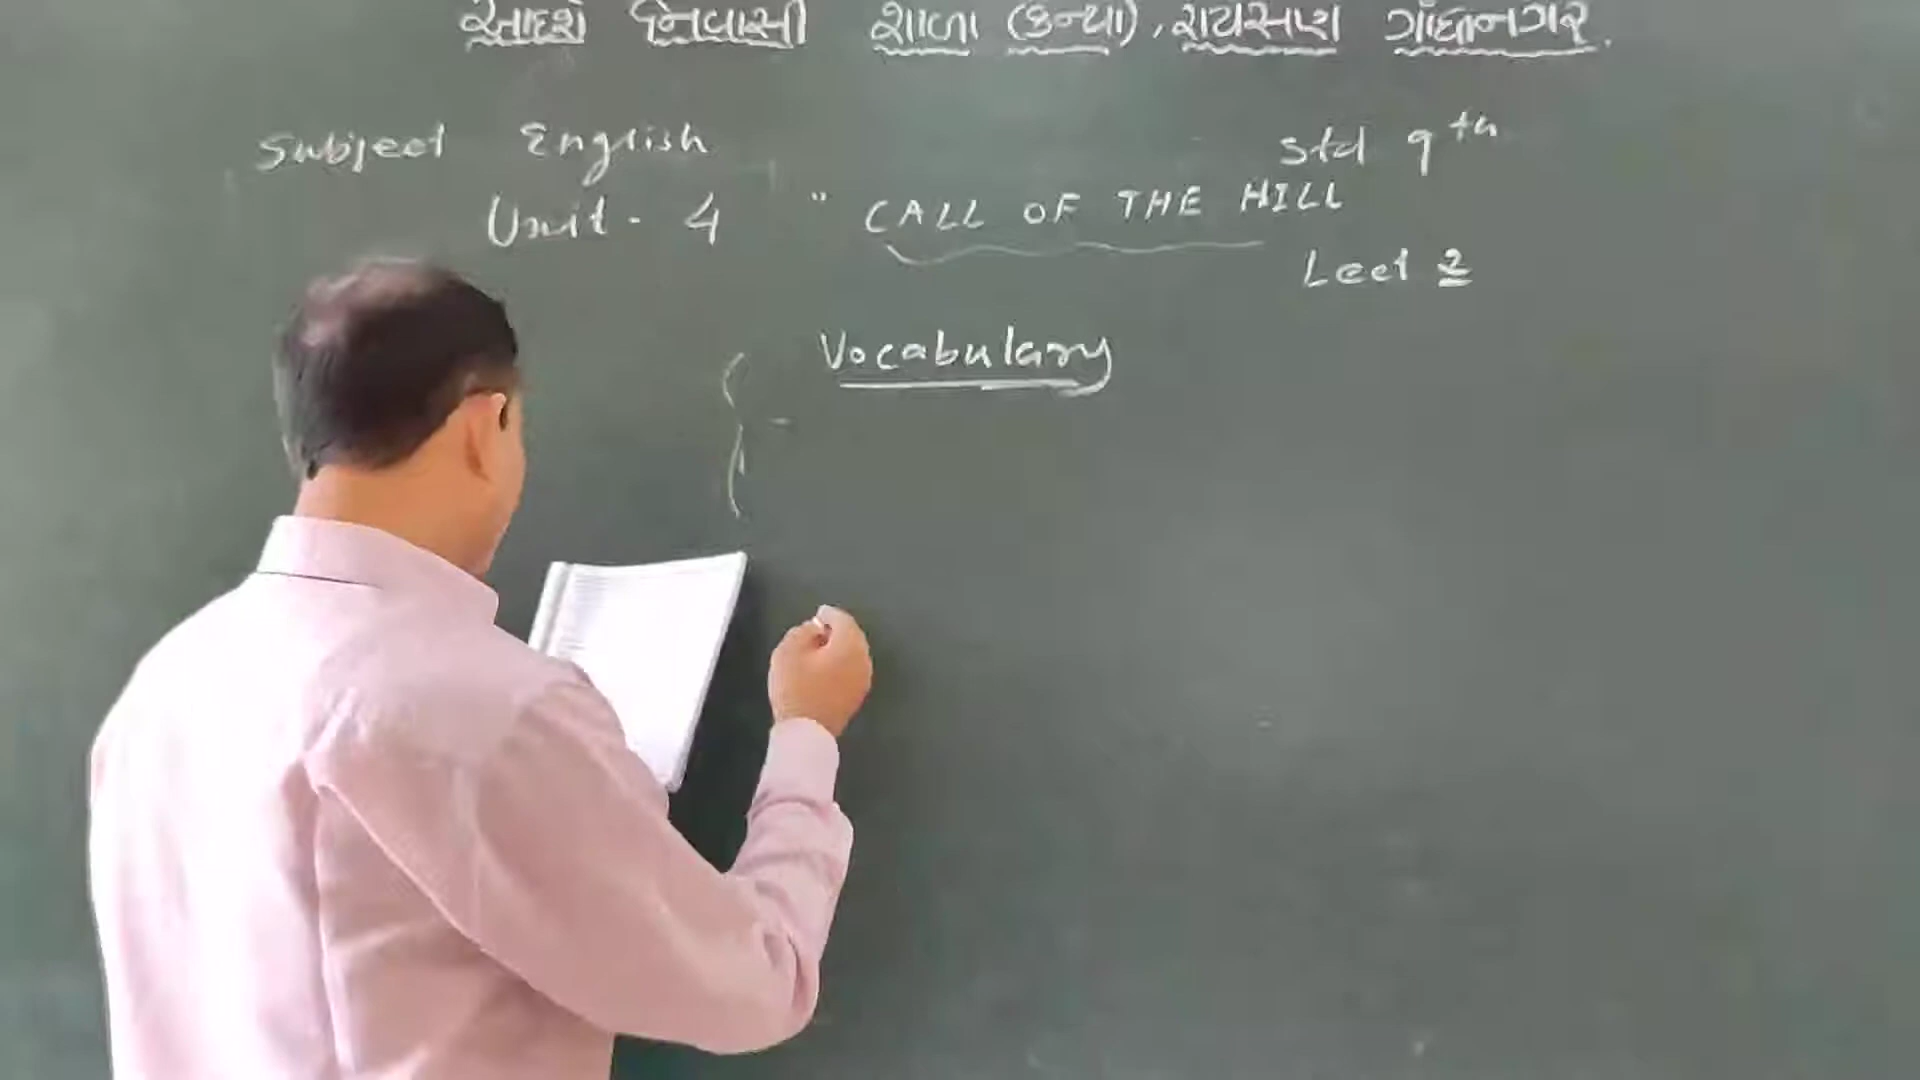 આદર્શ નિવાસી શાળા (કન્યા), રાયસણ ગાંધીનગર.
Subject English Std 9th
Unit - 4 " CALL OF THE HILL
Lect 2
Vocabulary